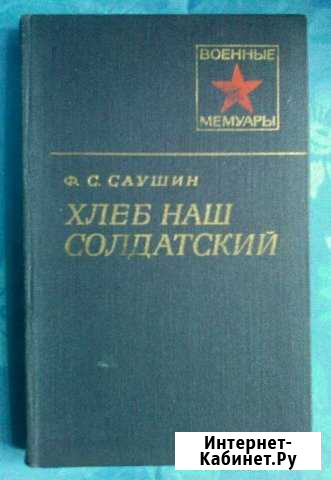 ВОЕННЫЕ
МЕМУАРЫ
Ф. С. САУШИН
ХЛЕБ НАШ
СОЛДАТСКИЙ
Интернет-
Кабинет.Ру